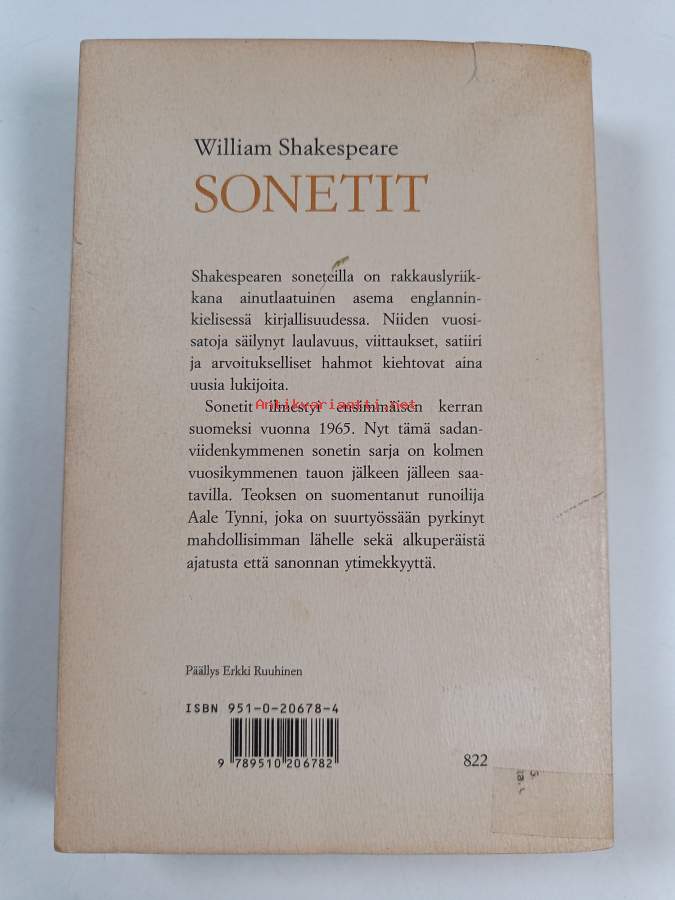 William Shakespeare
SONETIT
Shakespearen soneteilla on rakkauslyriik-
kana ainutlaatuinen asema englannin-
kielisessä kirjallisuudessa. Niiden vuosi-
satoja säilynyt laulavuus, viittaukset, satiiri
ja arvoitukselliset hahmot kiehtovat aina
uusia lukijoita.
Antikvariaatti.net
Sonetit ilmestyi ensimmäisen kerran
suomeksi vuonna 1965. Nyt tämä sadan-
viidenkymmenen sonetin sarja on kolmen
vuosikymmenen tauon jälkeen jälleen saa-
tavilla. Teoksen on suomentanut runoilija
Aale Tynni, joka on suurtyössään pyrkinyt
mahdollisimman lähelle sekä alkuperäistä
ajatusta että sanonnan ytimekkyyttä.
Päällys Erkki Ruuhinen
ISBN 951-0-20678-4
9 789510 206782
822